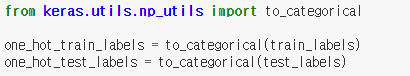 from keras.utils.np_utils import to_categorical
one_hot_train_labels = to_categorical(train_labels)
one_hot_test_labels = to_categorical(test_labels)